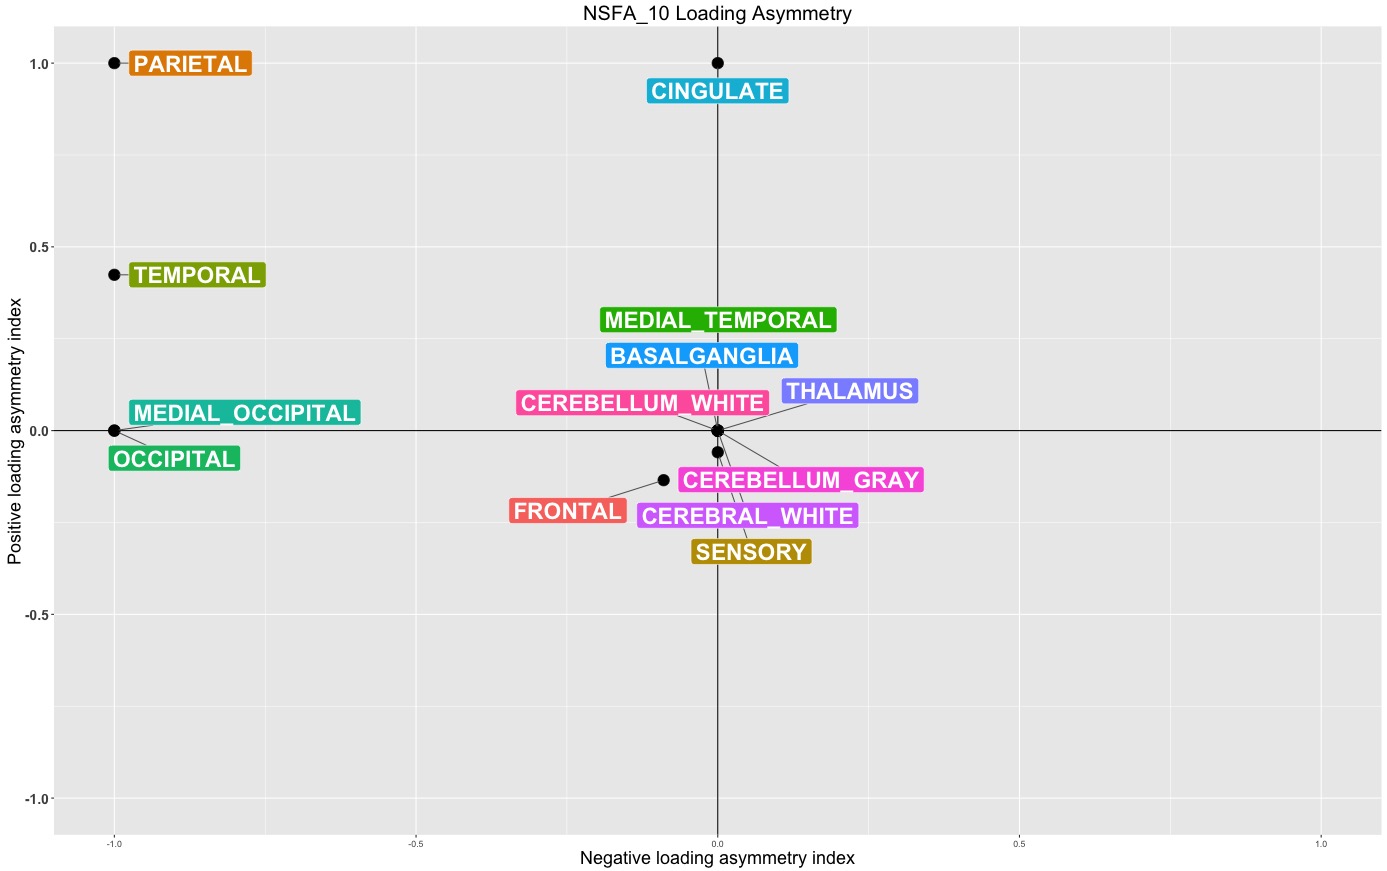 NSFA_10 Loading Asymmetry
Positive loading asymmetry index
1.0
0.5
0.0
-0.5
-1.0
PARIETAL
CINGULATE
TEMPORAL
MEDIAL_TEMPORAL
BASALGANGLIA
THALAMUS
CEREBELLUM_WHITE
MEDIAL_OCCIPITAL
OCCIPITAL
CEREBELLUM_GRAY
FRONTAL
CEREBRAL_WHITE
SENSORY
-1.0
-0.5
0.0
0.5
1.0
Negative loading asymmetry index